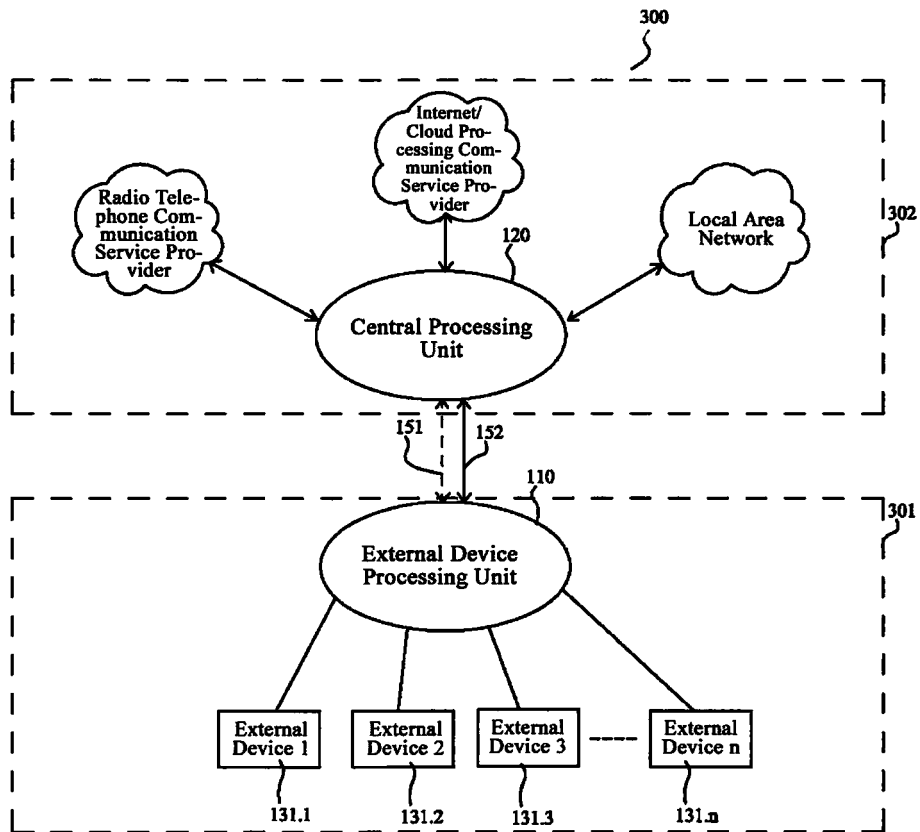 300
Internet/
Cloud Pro-
cessing Com-
munication
Service Pro-
vider
Radio Tele-
phone Com-
munication
Service Pro-
vider
Local Area
Network
302
120
Central Processing
Unit
151
152
110
301
External Device
Processing Unit
External
Device 1
External
Device 2
External
Device 3
External
Device n
131.1
131.2
131.3
131.n